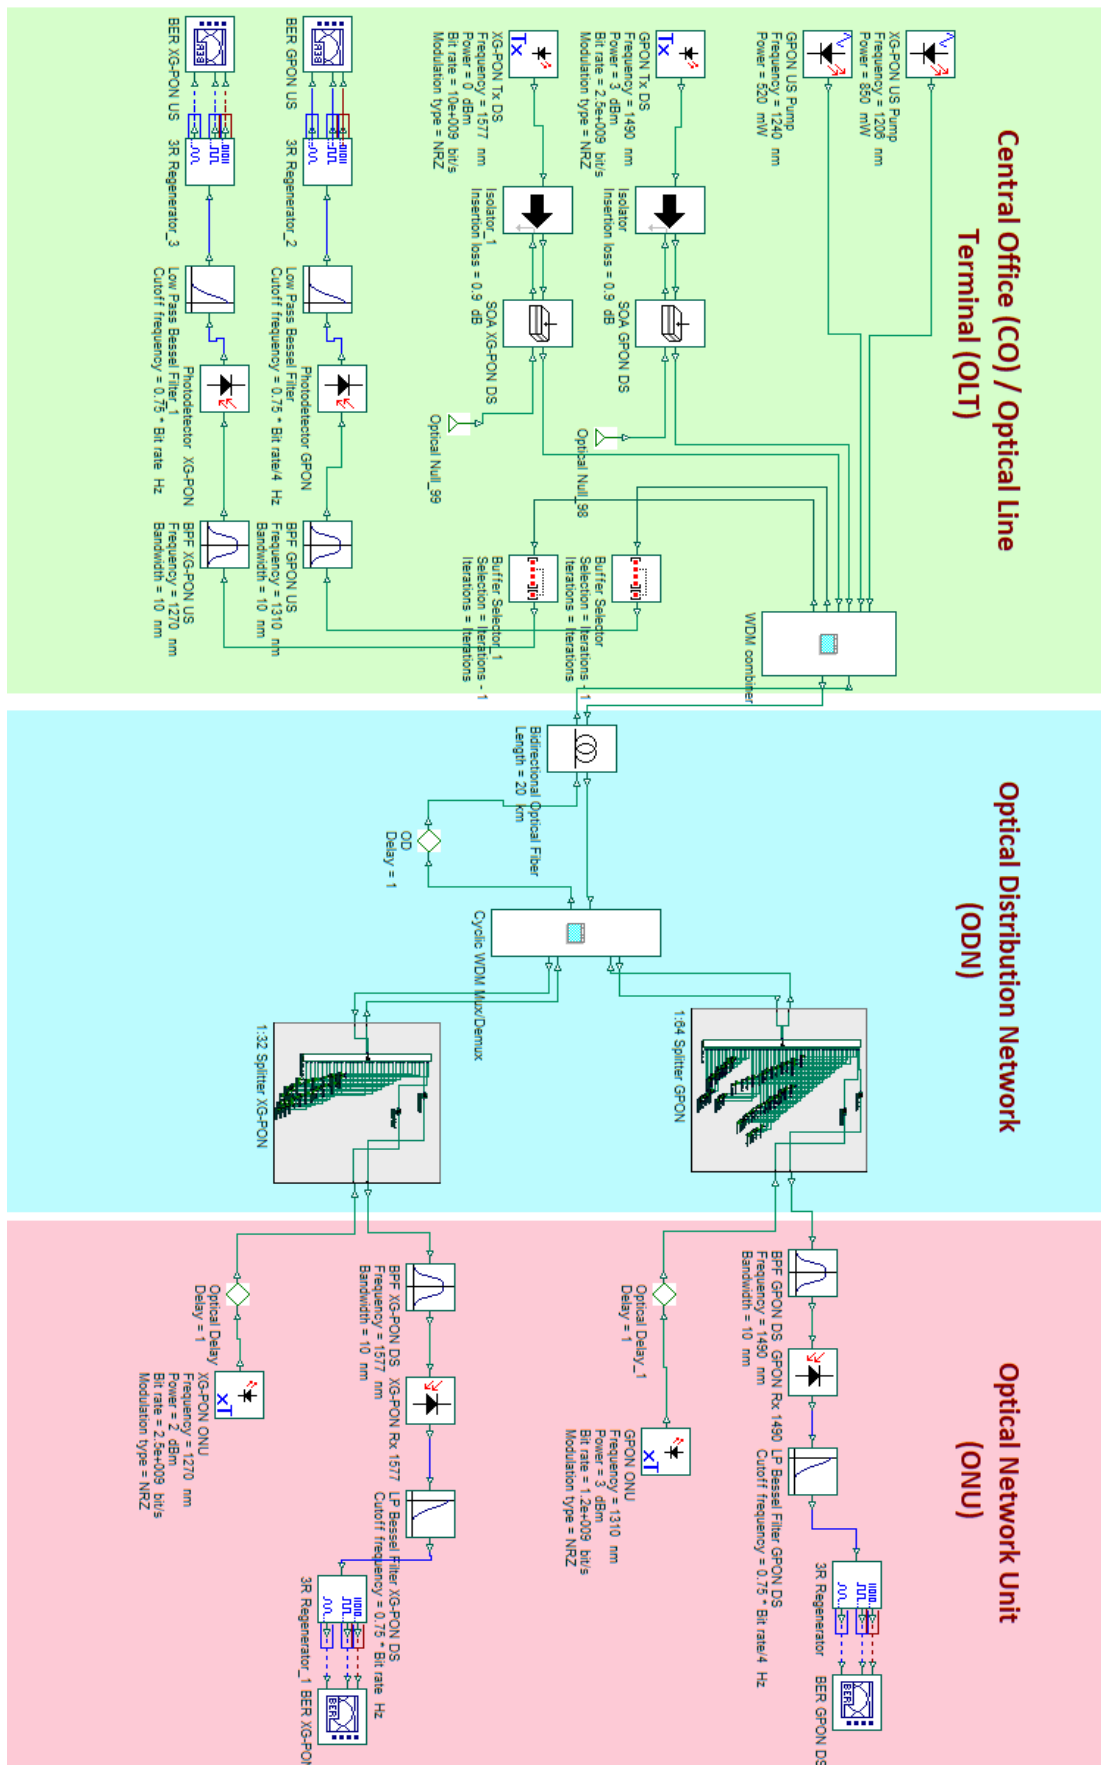 Central Office (CO) / Optical Line
Terminal (OLT)
XG-PON US Pump
Frequency = 1206 nm
Power = 850 mW
GPON US Pump
Frequency = 1240 nm
Power = 520 mW
GPON Tx DS
Frequency = 1490 nm
Power = 3 dBm
Bit rate = 2.5e+009 bit/s
Modulation type = NRZ
XG-PON Tx DS
Frequency = 1577 nm
Power = 0 dBm
Bit rate = 10e+009 bit/s
Modulation type = NRZ
Tx
Tx
Isolator
Insertion loss = 0.9 dB
Isolator_1
Insertion loss = 0.9 dB
SOA GPON DS
SOA XG-PON DS
Optical Null_98
Optical Null_99
WDM combiner
Buffer Selector
Selection = Iterations - 1
Iterations = Iterations
Buffer Selector_1
Selection = Iterations - 1
Iterations = Iterations
BER GPON US
3R Regenerator_2
Low Pass Bessel Filter
Cutoff frequency = 0.75 * Bit rate/4 Hz
Photodetector GPON
BPF GPON US
Frequency = 1310 nm
Bandwidth = 10 nm
BER XG-PON US
3R Regenerator_3
Low Pass Bessel Filter_1
Cutoff frequency = 0.75 * Bit rate Hz
Photodetector XG-PON
BPF XG-PON US
Frequency = 1270 nm
Bandwidth = 10 nm
Optical Distribution Network
(ODN)
Bidirectional Optical Fiber
Length = 20 km
OD
Delay = 1
Cyclic WDM Mux/Demux
1:64 Splitter GPON
1:32 Splitter XG-PON
Optical Network Unit
(ONU)
BPF GPON DS
Frequency = 1490 nm
Bandwidth = 10 nm
GPON Rx 1490
LP Bessel Filter GPON DS
Cutoff frequency = 0.75 * Bit rate/4 Hz
3R Regenerator
BER GPON DS
Optical Delay_1
Delay = 1
GPON ONU
Frequency = 1310 nm
Power = 3 dBm
Bit rate = 1.2e+009 bit/s
Modulation type = NRZ
Tx
BPF XG-PON DS
Frequency = 1577 nm
Bandwidth = 10 nm
XG-PON Rx 1577
LP Bessel Filter XG-PON DS
Cutoff frequency = 0.75 * Bit rate Hz
3R Regenerator_1
BER XG-PON
Optical Delay
Delay = 1
XG-PON ONU
Frequency = 1270 nm
Power = 2 dBm
Bit rate = 2.5e+009 bit/s
Modulation type = NRZ
Tx